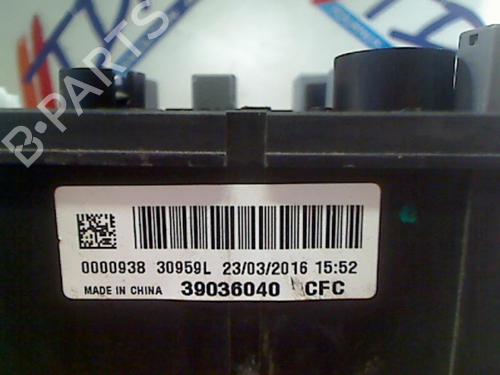 B-PARTS
0000938 30959L 23/03/2016 15:52
MADE IN CHINA 39036040 CFC